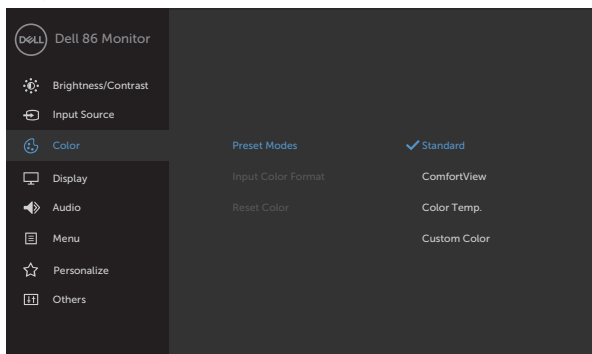 DELL Dell 86 Monitor
Brightness/Contrast
Input Source
Color Preset Modes Standard
Input Color Format ComfortView
Display
Reset Color Color Temp.
Audio
Menu Custom Color
Personalize
Others